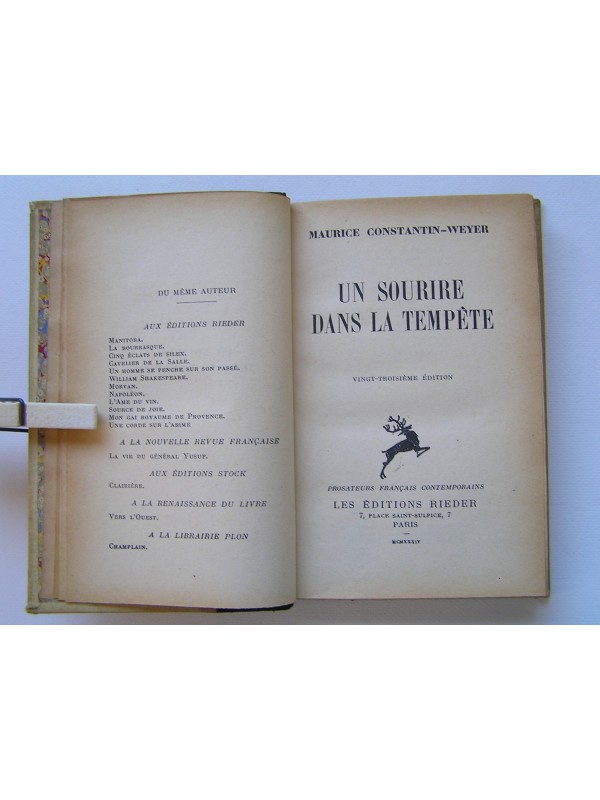 DU MÊME AUTEUR
AUX ÉDITIONS RIEDER
MANITOBA.
LA BOURRASQUE.
CINQ ÉCLATS DE SILEX.
CAVELIER DE LA SALLE.
UN HOMME SE PENCHE SUR SON PASSÉ.
WILLIAM SHAKESPEARE.
MORVAN.
NAPOLÉON.
L'AME DU VIN.
SOURCE DE JOIE.
MON GAI ROYAUME DE PROVENCE.
UNE CORDE SUR L'ABIME
A LA NOUVELLE REVUE FRANÇAISE
LA VIE DU GÉNÉRAL YUSUF.
AUX ÉDITIONS STOCK
CLAIRIÈRE.
A LA RENAISSANCE DU LIVRE
VERS L'OUEST.
A LA LIBRAIRIE PLON
CHAMPLAIN.
MAURICE CONSTANTIN-WEYER
UN SOURIRE
DANS LA TEMPÊTE
VINGT-TROISIÈME ÉDITION
PROSATEURS FRANÇAIS CONTEMPORAINS
LES ÉDITIONS RIEDER
7, PLACE SAINT-SULPICE, 7
PARIS
MCMXXXIV